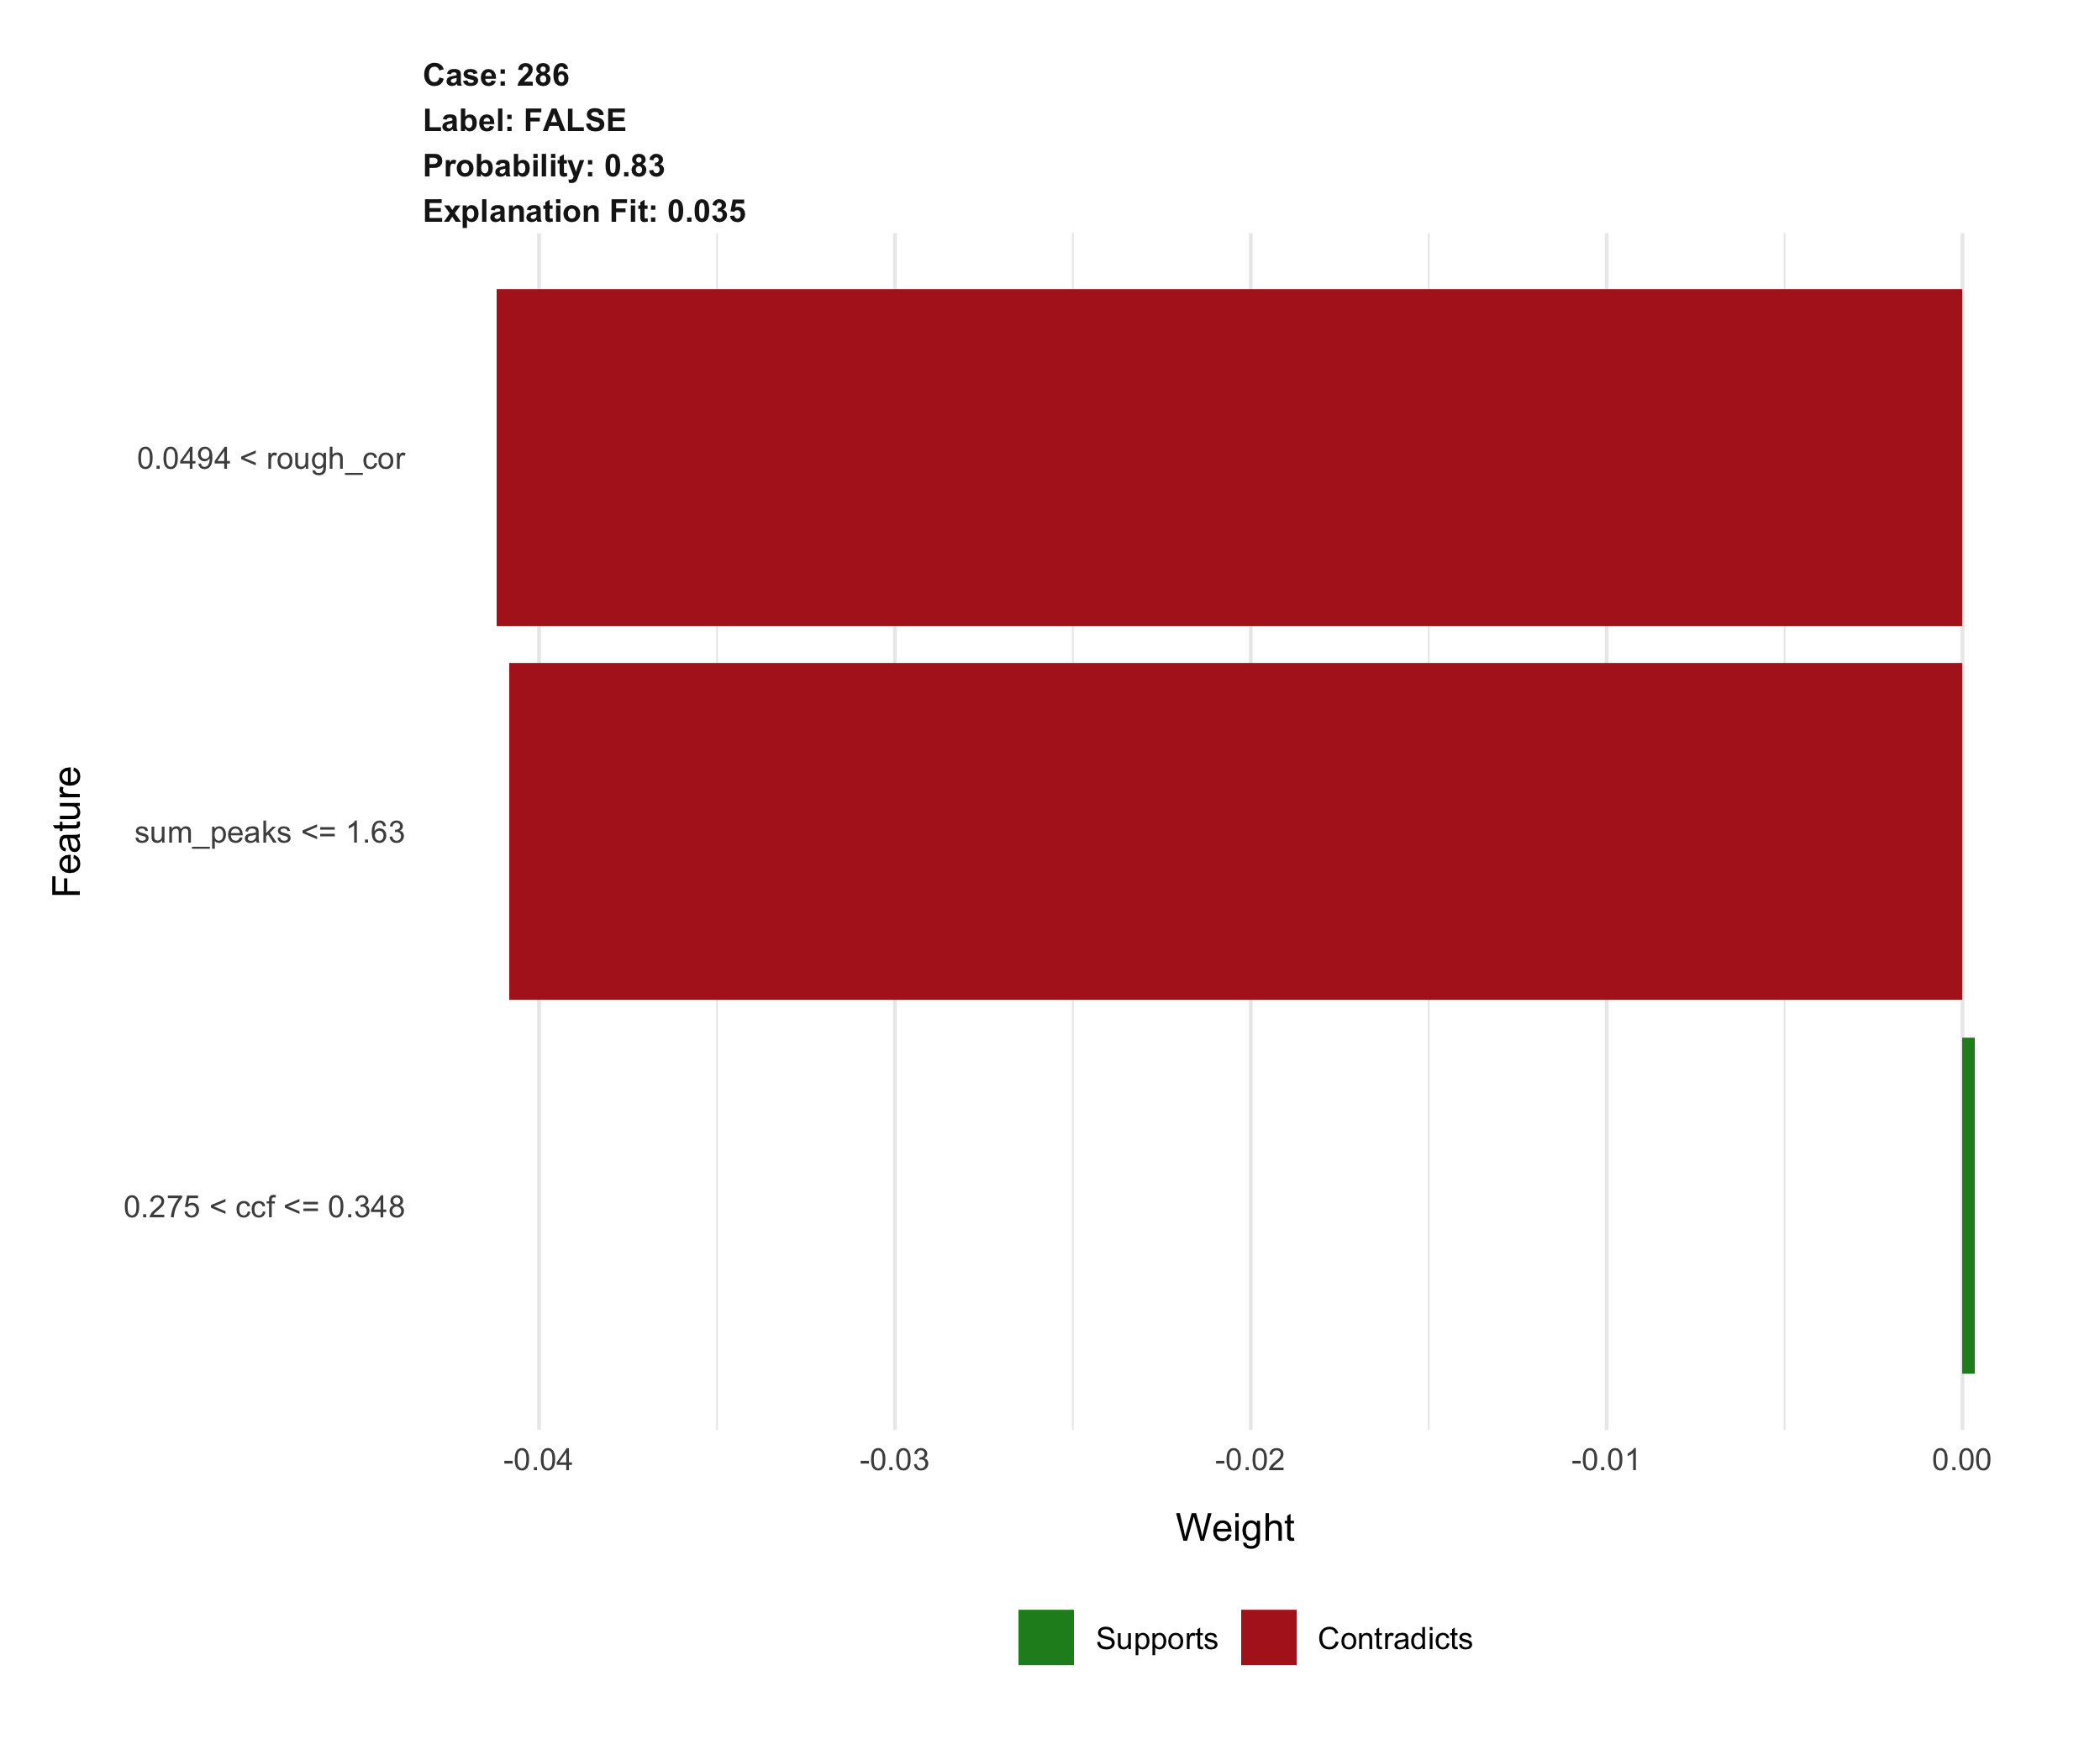 Case: 286
Label: FALSE
Probability: 0.83
Explanation Fit: 0.035
Feature
0.0494 < rough_cor
sum_peaks <= 1.63
0.275 < ccf <= 0.348
-0.04 -0.03 -0.02 -0.01 0.00
Weight
Supports Contradicts